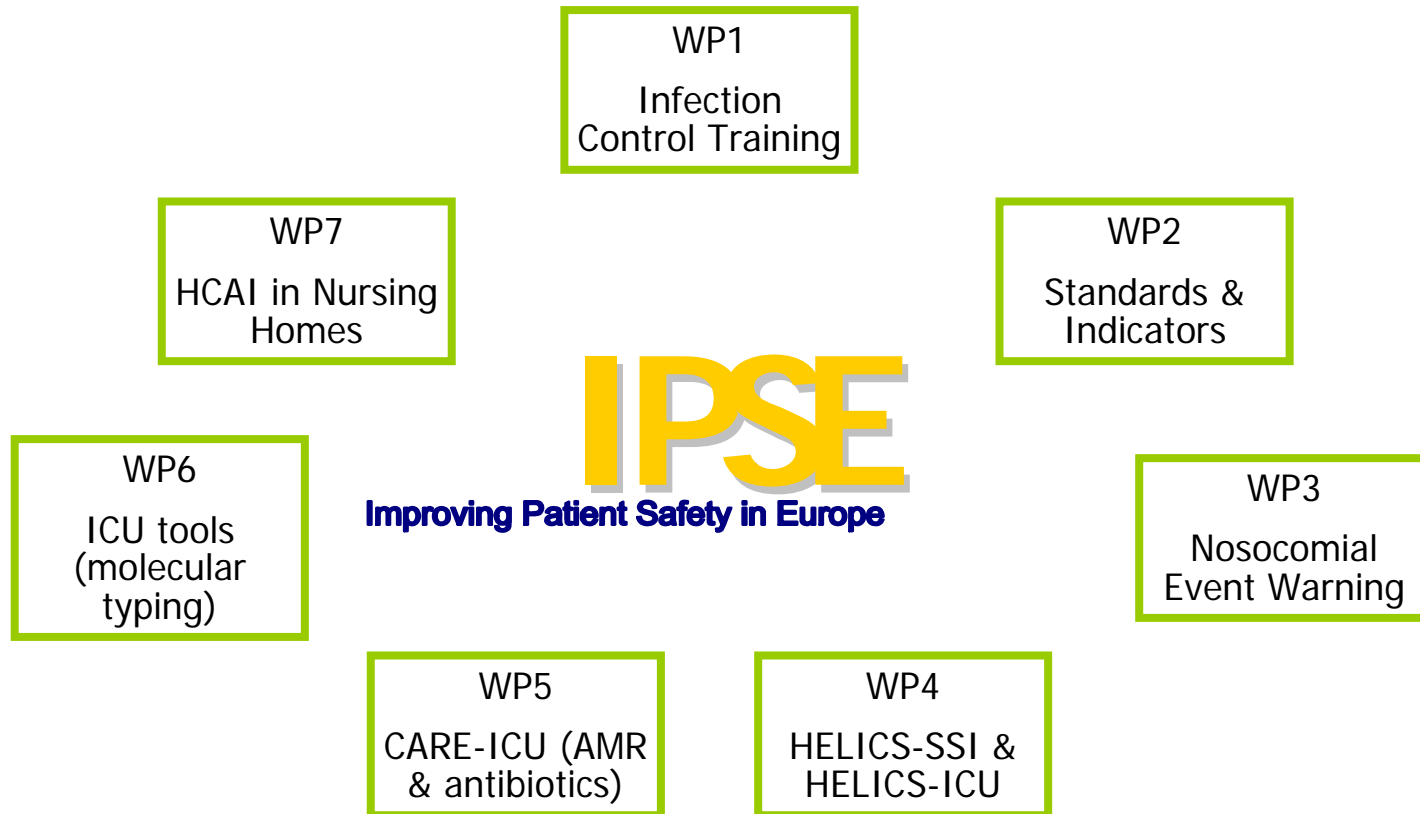 WP1
Infection
Control Training
WP7
HCAI in Nursing
Homes
WP2
Standards &
Indicators
IPSE
Improving Patient Safety in Europe
WP6
ICU tools
(molecular
typing)
WP3
Nosocomial
Event Warning
WP5
CARE-ICU (AMR
& antibiotics)
WP4
HELICS-SSI &
HELICS-ICU